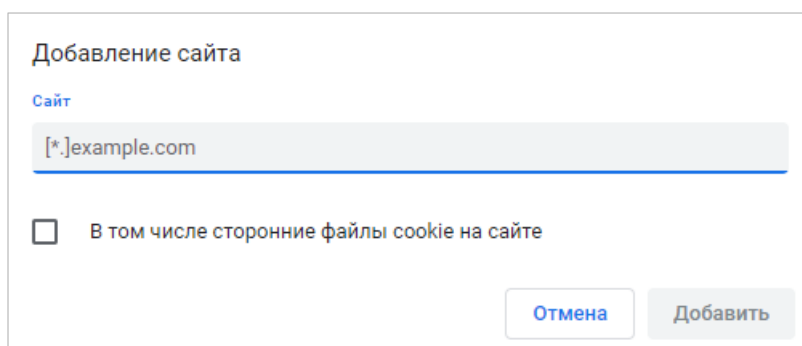 Добавление сайта
Сайт
[*.]example.com
В том числе сторонние файлы cookie на сайте
Отмена
Добавить